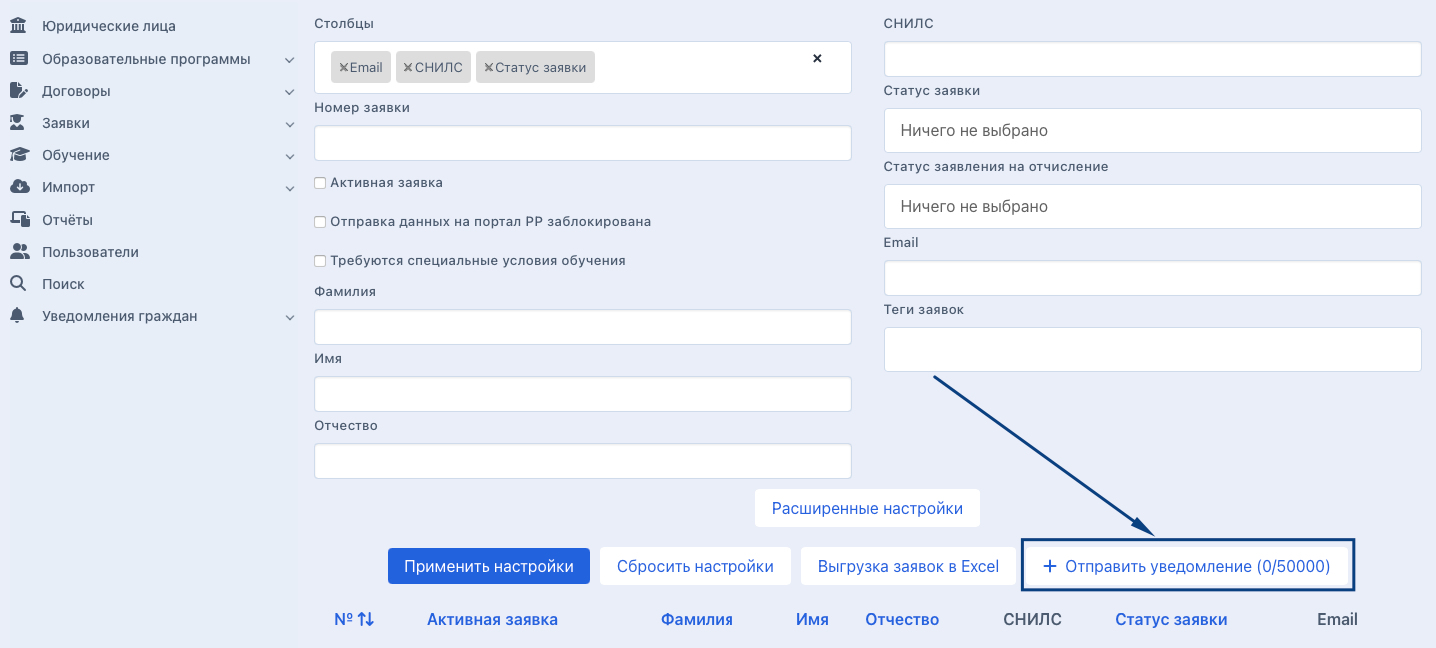 Юридические лица
Образовательные программы
Договоры
Заявки
Обучение
Импорт
Отчёты
Пользователи
Поиск
Уведомления граждан
Столбцы
×Email ×СНИЛС ×Статус заявки ×
Номер заявки
Активная заявка
Отправка данных на портал РР заблокирована
Требуются специальные условия обучения
Фамилия
Имя
Отчество
СНИЛС
Статус заявки
Ничего не выбрано
Статус заявления на отчисление
Ничего не выбрано
Email
Теги заявок
Расширенные настройки
Применить настройки Сбросить настройки Выгрузка заявок в Excel + Отправить уведомление (0/50000)
№ Активная заявка Фамилия Имя Отчество СНИЛС Статус заявки Email